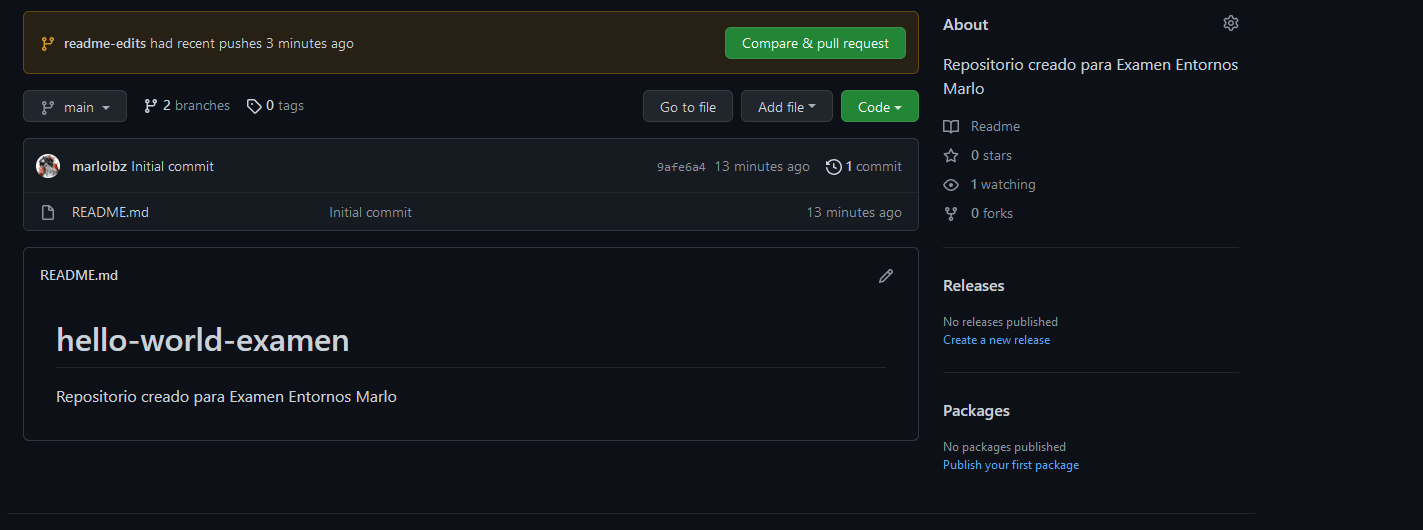 readme-edits had recent pushes 3 minutes ago
Compare & pull request
main
2 branches
0 tags
Go to file
Add file
Code
marloibz Initial commit
9afe6a4 13 minutes ago
1 commit
README.md
Initial commit
13 minutes ago
README.md
hello-world-examen
Repositorio creado para Examen Entornos Marlo
About
Repositorio creado para Examen Entornos
Marlo
Readme
0 stars
1 watching
0 forks
Releases
No releases published
Create a new release
Packages
No packages published
Publish your first package